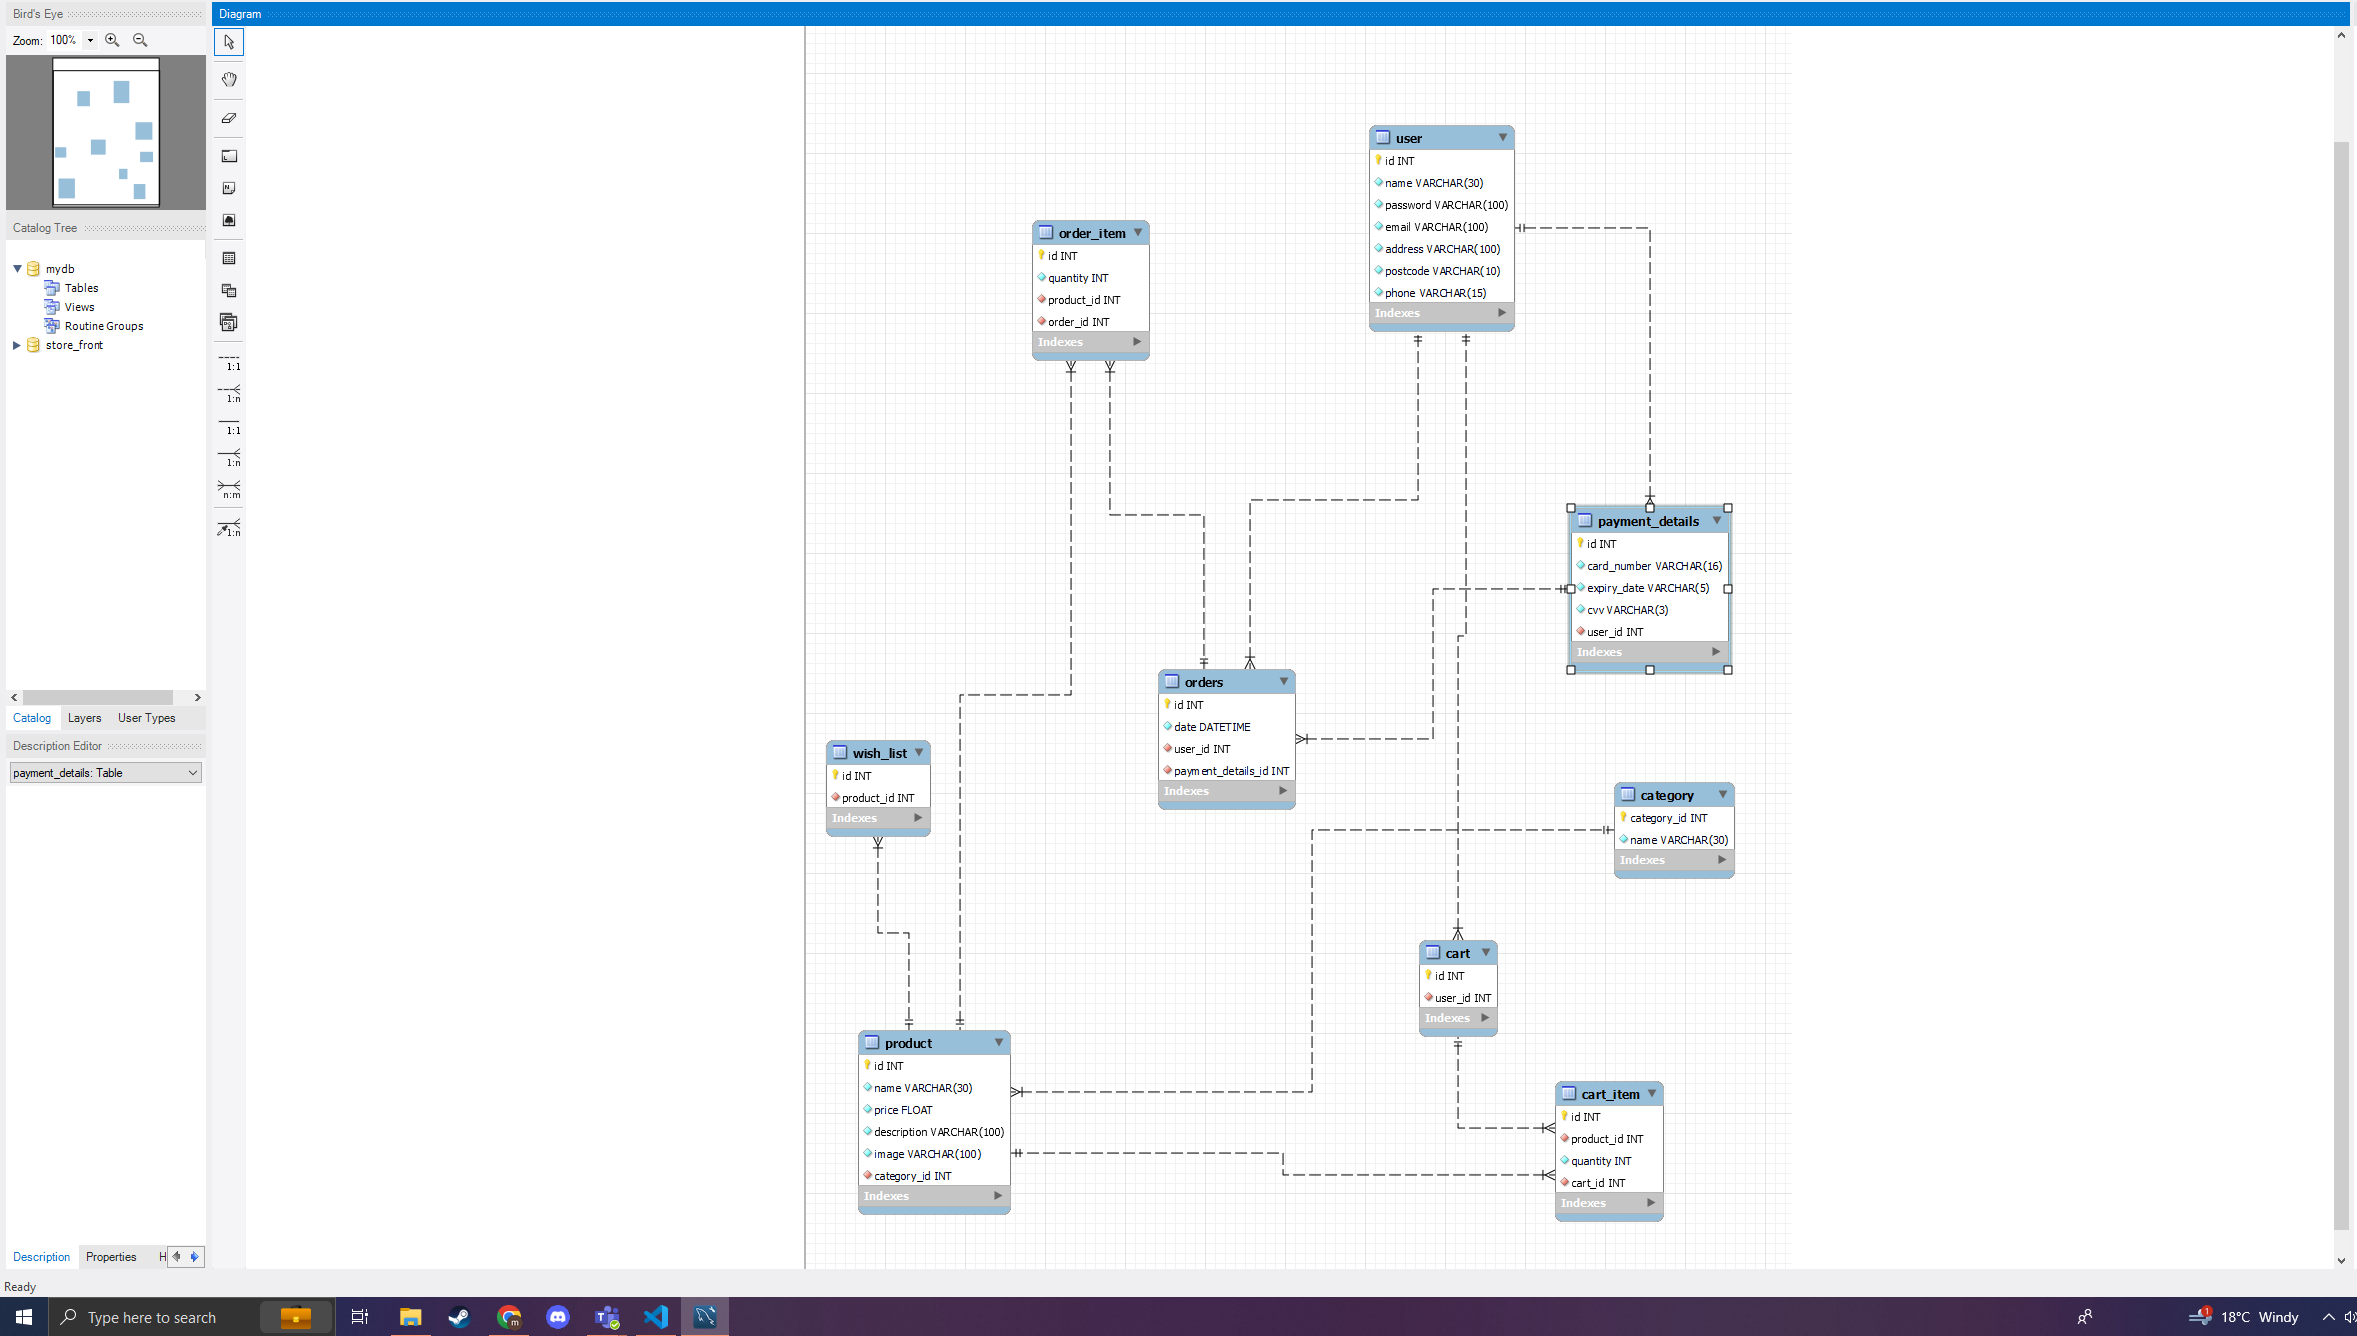 Bird's Eye
Diagram
Zoom: 100%
Catalog Tree
mydb
Tables
Views
Routine Groups
store_front
1:1
1:n
1:1
1:n
n:m
1:n
Catalog Layers User Types
Description Editor
payment_details: Table
Description Properties H
Ready
user
id INT
name VARCHAR(30)
password VARCHAR(100)
email VARCHAR(100)
address VARCHAR(100)
postcode VARCHAR(10)
phone VARCHAR(15)
Indexes
order_item
id INT
quantity INT
product_id INT
order_id INT
Indexes
payment_details
id INT
card_number VARCHAR(16)
expiry_date VARCHAR(5)
cvv VARCHAR(3)
user_id INT
Indexes
orders
id INT
date DATETIME
user_id INT
payment_details_id INT
Indexes
wish_list
id INT
product_id INT
Indexes
category
category_id INT
name VARCHAR(30)
Indexes
cart
id INT
user_id INT
Indexes
product
id INT
name VARCHAR(30)
price FLOAT
description VARCHAR(100)
image VARCHAR(100)
category_id INT
Indexes
cart_item
id INT
product_id INT
quantity INT
cart_id INT
Indexes
Type here to search
m
1
18°C Windy